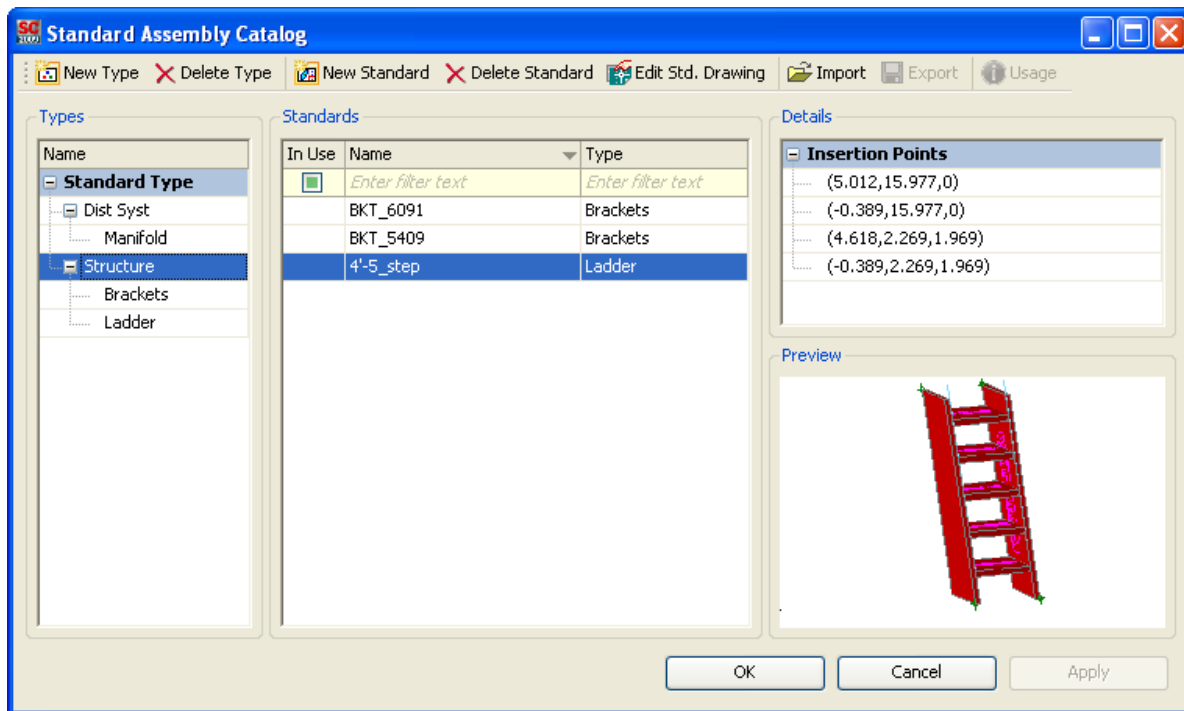 SC
Standard Assembly Catalog
New Type Delete Type New Standard Delete Standard Edit Std. Drawing Import Export Usage
Types
Name
Standard Type
Dist Syst
Manifold
Structure
Brackets
Ladder
Standards
In Use Name Type
Enter filter text Enter filter text
BKT_6091 Brackets
BKT_5409 Brackets
4'-5_step Ladder
Details
Insertion Points
(5.012,15.977,0)
(-0.389,15.977,0)
(4.618,2.269,1.969)
(-0.389,2.269,1.969)
Preview
OK Cancel Apply